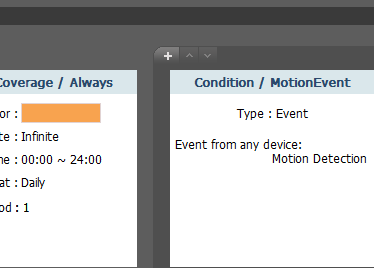 Coverage / Always
or :
te : Infinite
me : 00:00 ~ 24:00
at : Daily
od : 1
Condition / MotionEvent
Type : Event
Event from any device:
Motion Detection